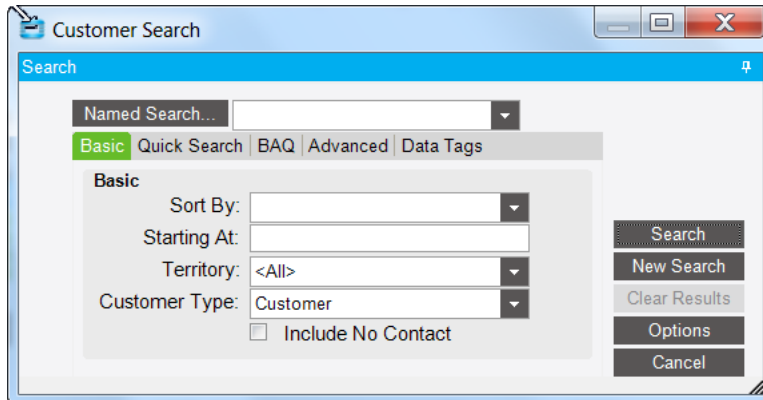 Customer Search
Search
Named Search...
Basic Quick Search BAQ Advanced Data Tags
Basic
Sort By:
Starting At:
Territory: <All>
Customer Type: Customer
Include No Contact
Search
New Search
Clear Results
Options
Cancel